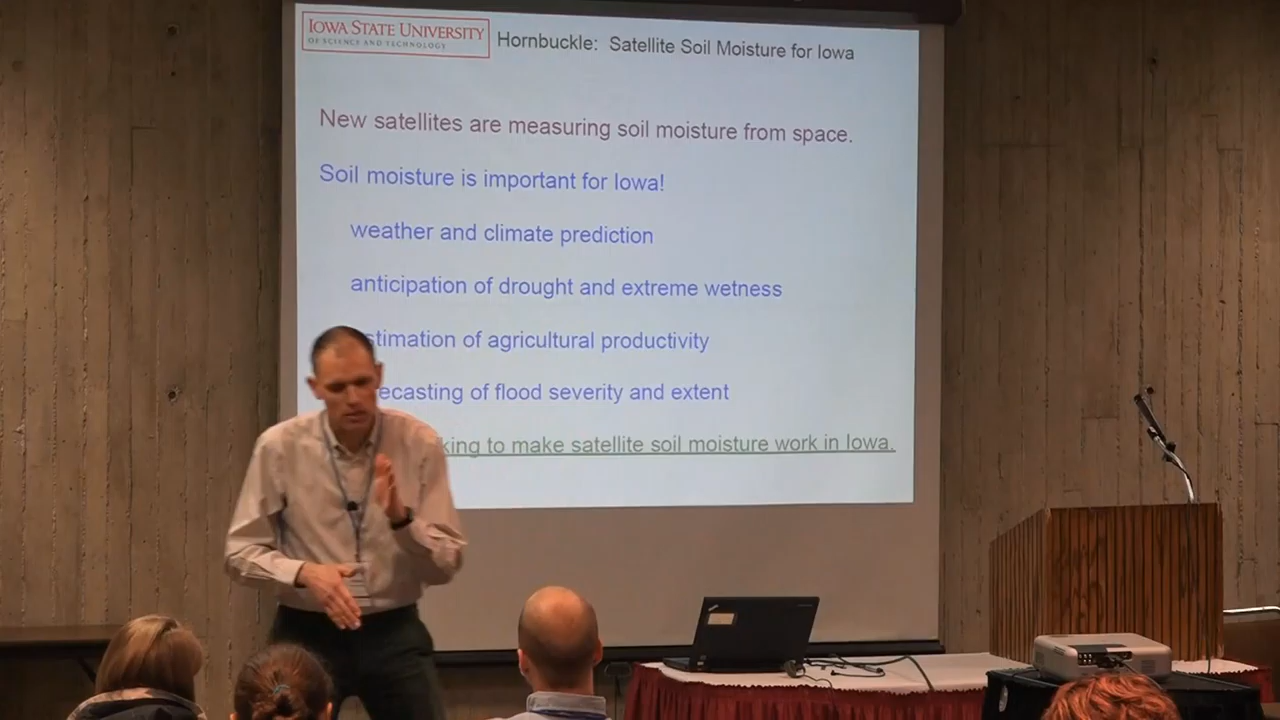 IOWA STATE UNIVERSITY
OF SCIENCE AND TECHNOLOGY
Hornbuckle: Satellite Soil Moisture for Iowa
New satellites are measuring soil moisture from space.
Soil moisture is important for Iowa!
weather and climate prediction
anticipation of drought and extreme wetness
stimation of agricultural productivity
ecasting of flood severity and extent
king to make satellite soil moisture work in Iowa.